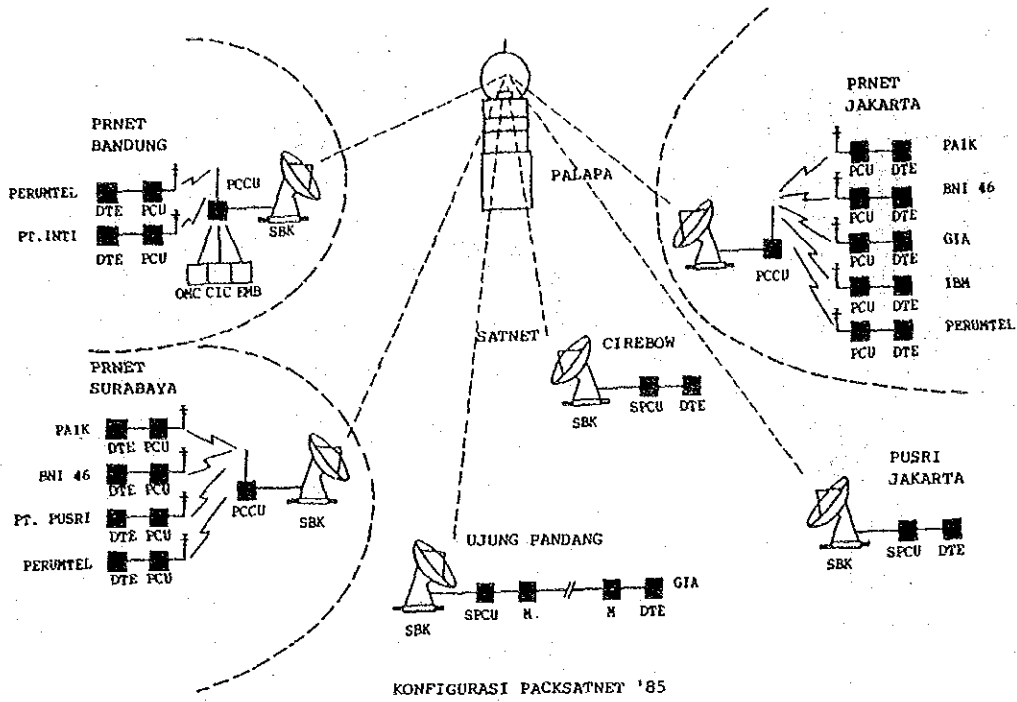 PRNET
BANDUNG
PERUMTEL
DTE PCU
PT.INTI
DTE PCU
PCCU
SBK
OMC CIC EMB
PALAPA
PRNET
JAKARTA
PCCU
PCU DTE
PAIK
PCU DTE
BNI 46
PCU DTE
GIA
PCU DTE
IBM
PCU DTE
PERUMTEL
SATNET
CIREBOW
SBK
SPCU DTE
PRNET
SURABAYA
PAIK
DTE PCU
BNI 46
DTE PCU
PT. PUSRI
DTE PCU
PERUMTEL
DTE PCU
PCCU
SBK
UJUNG PANDANG
SBK
SPCU M. M DTE
GIA
PUSRI
JAKARTA
SBK
SPCU DTE
KONFIGURASI PACKSATNET '85